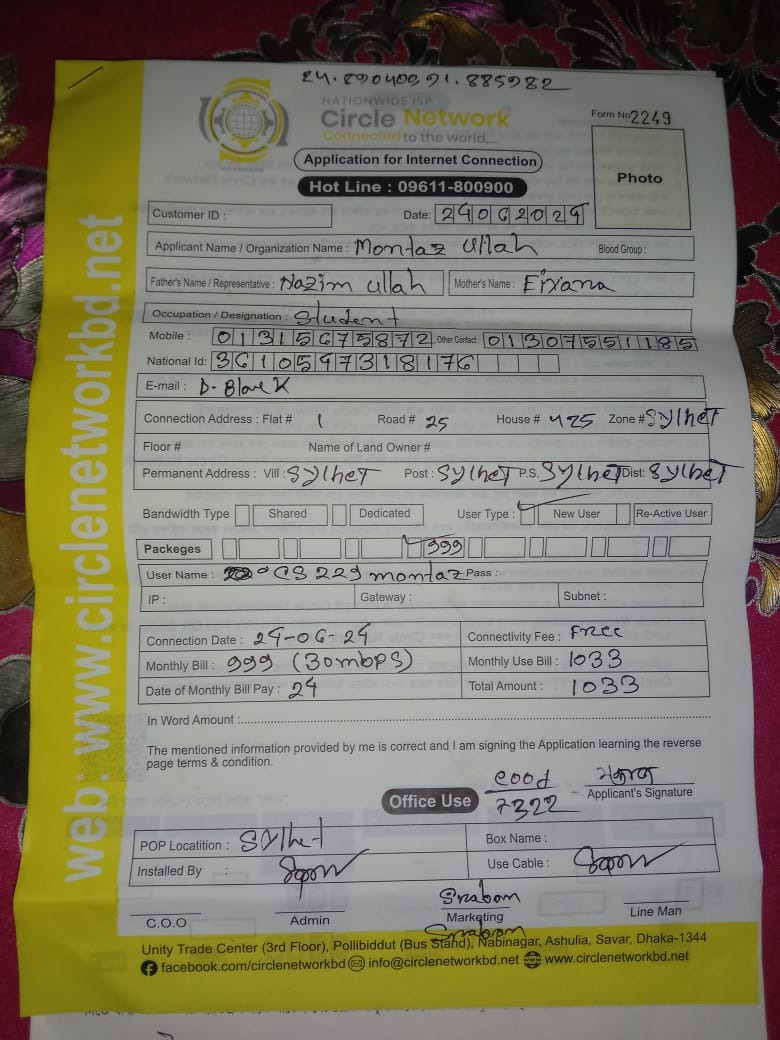 24.89040991.885982
NATIONWIDE ISP
Circle Network
Connected to the world...
Form No 2249
Photo
Application for Internet Connection
Hot Line : 09611-800900
Customer ID :
Date: 24062024
Applicant Name / Organization Name : Montaz Ullah Blood Group :
Father's Name / Representative : Nazim Ullah Mother's Name :
Occupation / Designation : Student
Mobile : 01315675872 Other Contact : 01307551185
National Id: 3610597318176
E-mail : D-
Connection Address : Flat # 1 Road # 25 House # 425 Zone # Sylhet
Floor # Name of Land Owner #
Permanent Address : Vill : Sylhet Post : Sylhet P.S. Sylhet Dist: Sylhet
Bandwidth Type Shared Dedicated User Type : New User Re-Active User
Packeges 999
User Name : CS229 montaz Pass :
IP : Gateway : Subnet :
Connection Date : 24-06-24 Connectivity Fee : Free
Monthly Bill : 999 (30mbps) Monthly Use Bill : 1033
Date of Monthly Bill Pay : 24 Total Amount : 1033
In Word Amount :
The mentioned information provided by me is correct and I am signing the Application learning the reverse
page terms & condition.
Office Use
7322
Applicant's Signature
POP Locatition : Sylhet Box Name :
Installed By : Use Cable :
Srabon
C.O.O Admin Marketing Line Man
Srabon
Unity Trade Center (3rd Floor), Pollibiddut (Bus Stand), Nabinagar, Ashulia, Savar, Dhaka-1344
facebook.com/circlenetworkbd info@circlenetworkbd.net www.circlenetworkbd.net
web: www.circlenetworkbd.net